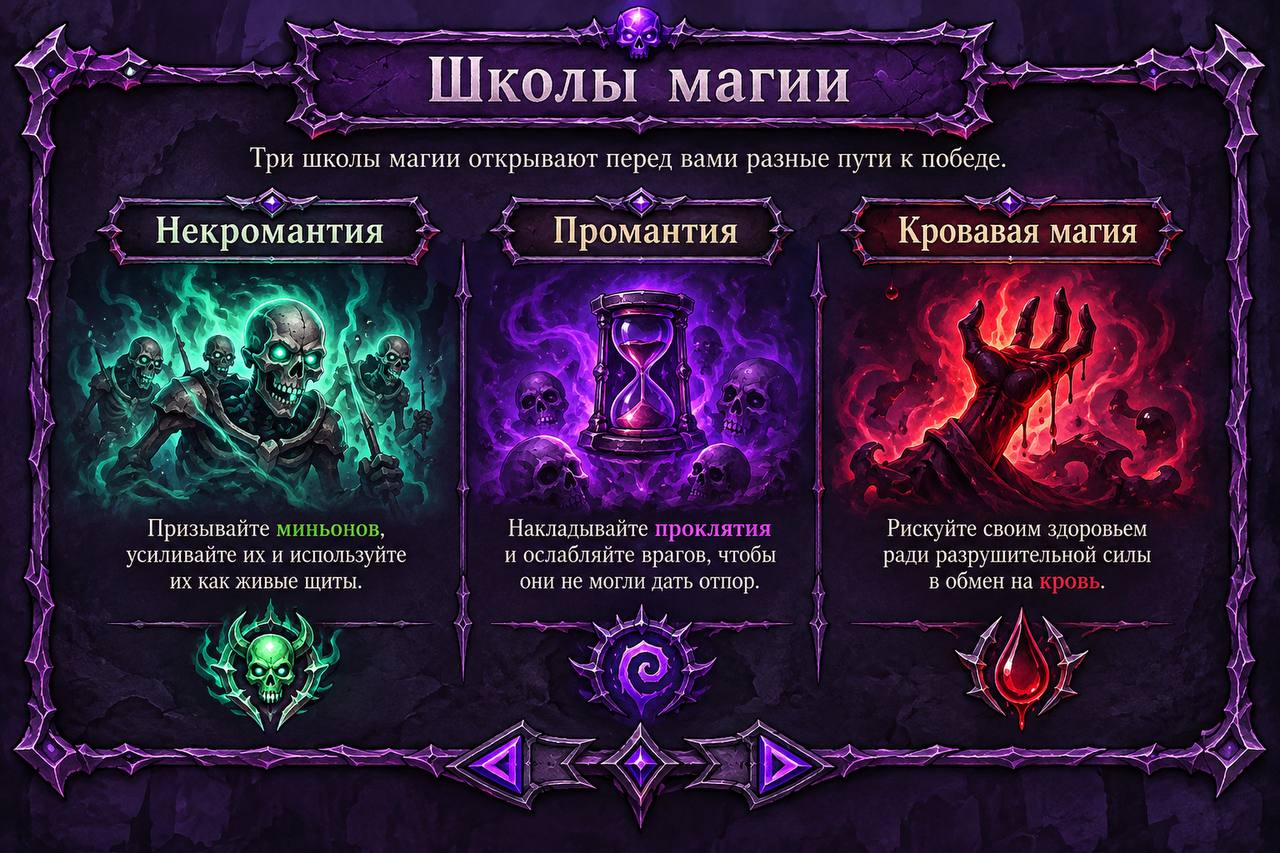 Школы магии
Три школы магии открывают перед вами разные пути к победе.
Некромантия
Призывайте миньонов,
усиливайте их и используйте
их как живые щиты.
Промантия
Накладывайте проклятия
и ослабляйте врагов, чтобы
они не могли дать отпор.
Кровавая магия
Рискуйте своим здоровьем
ради разрушительной силы
в обмен на кровь.